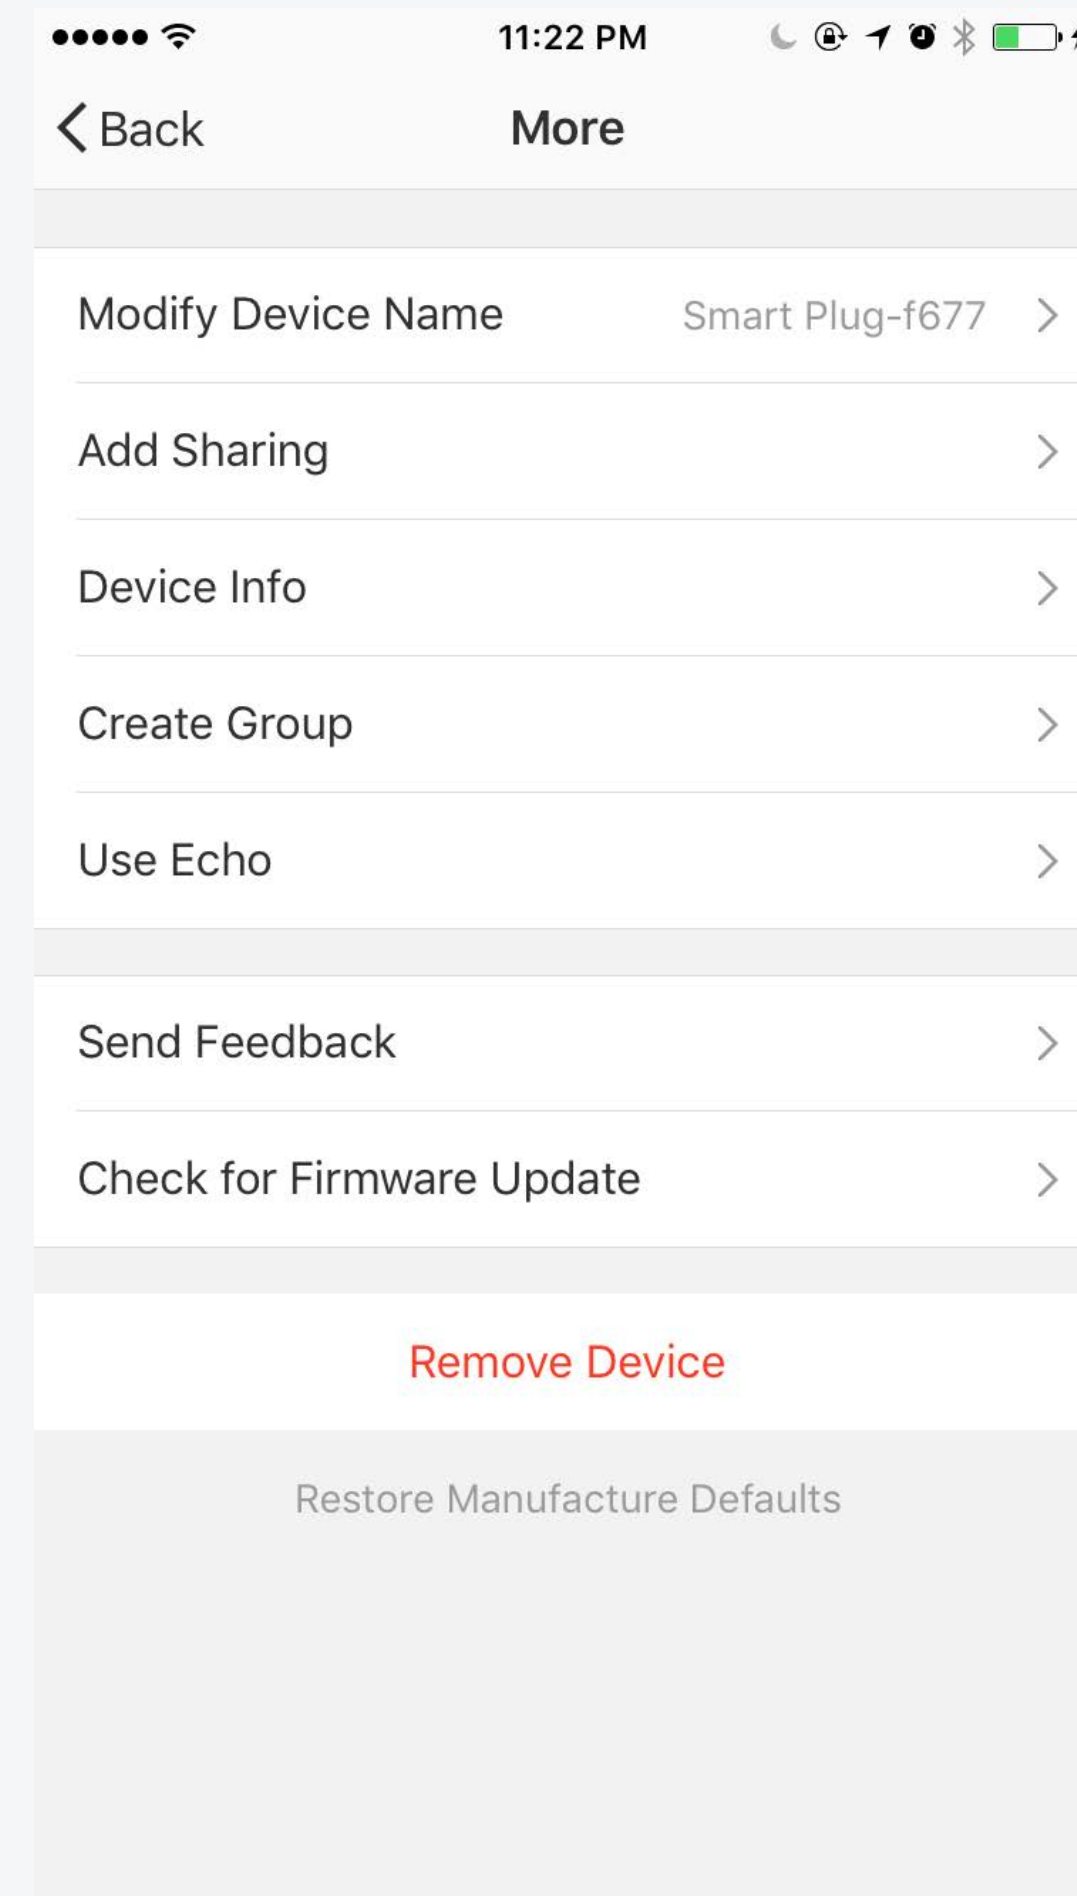 11:22 PM
Back
More
Modify Device Name
Smart Plug-f677
Add Sharing
Device Info
Create Group
Use Echo
Send Feedback
Check for Firmware Update
Remove Device
Restore Manufacture Defaults